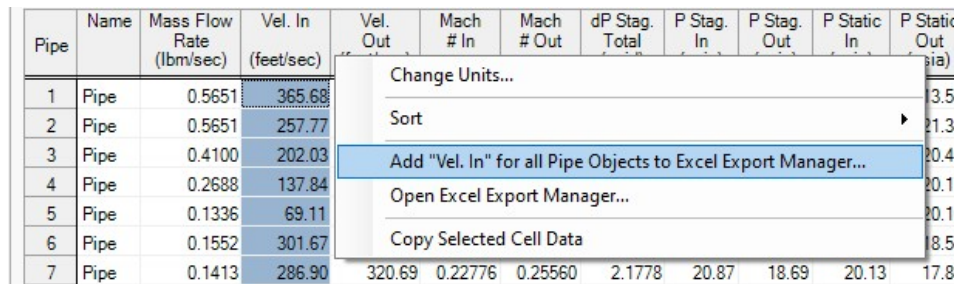 Pipe Name Mass Flow Rate (lbm/sec) Vel. In (feet/sec) Vel. Out Mach # In Mach # Out dP Stag. Total P Stag. In P Stag. Out P Static In P Static Out
1 Pipe 0.5651 365.68
2 Pipe 0.5651 257.77
3 Pipe 0.4100 202.03
4 Pipe 0.2688 137.84
5 Pipe 0.1336 69.11
6 Pipe 0.1552 301.67
7 Pipe 0.1413 286.90 320.69 0.22776 0.25560 2.1778 20.87 18.69 20.13 17.8
Change Units...
Sort
Add "Vel. In" for all Pipe Objects to Excel Export Manager...
Open Excel Export Manager...
Copy Selected Cell Data